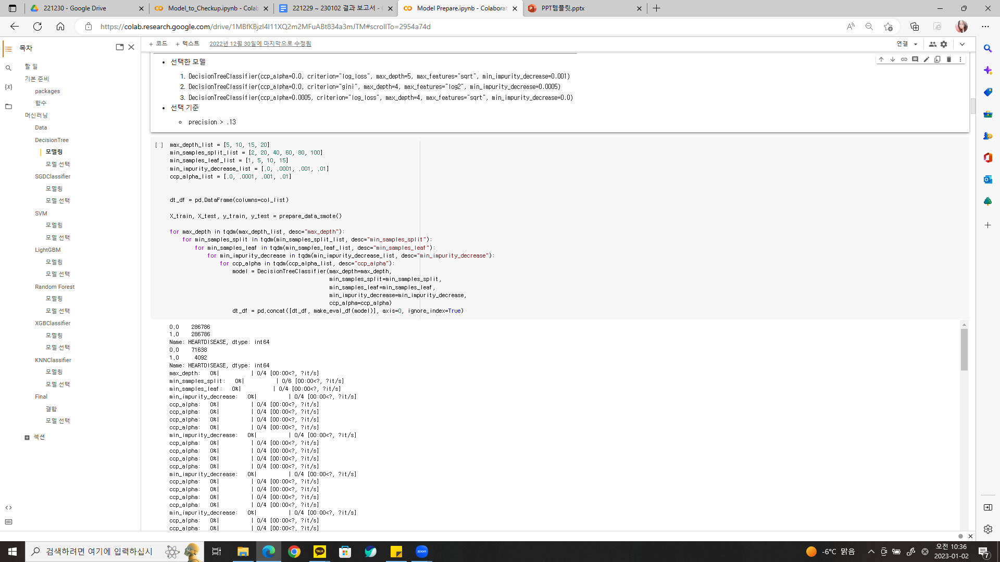 221230 - Google Drive
Model_to_Checkup.ipynb - Colab
221229 ~ 230102 결과 보고서 - G
Model Prepare.ipynb - Colaborat
PPT템플릿.pptx
https://colab.research.google.com/drive/1MBfKBjzI4I11XQ2m2MFuABt834a3mJTM#scrollTo=2954a74d
목차
+ 코드 + 텍스트 2022년 12월 30일에 마지막으로 수정됨
연결
할 일
기본 준비
packages
함수
머신러닝
Data
DecisionTree
모델링
모델 선택
SGDClassifier
모델링
모델 선택
SVM
모델링
모델 선택
LightGBM
모델링
모델 선택
Random Forest
모델링
모델 선택
XGBClassifier
모델링
모델 선택
KNNClassifier
모델링
모델 선택
Final
결합
모델 선택
섹션
• 선택한 모델
1. DecisionTreeClassifier(ccp_alpha=0.0, criterion="log_loss", max_depth=5, max_features="sqrt", min_impurity_decrease=0.001)
2. DecisionTreeClassifier(ccp_alpha=0.0, criterion="gini", max_depth=4, max_features="log2", min_impurity_decrease=0.0005)
3. DecisionTreeClassifier(ccp_alpha=0.0005, criterion="log_loss", max_depth=4, max_features="sqrt", min_impurity_decrease=0.0)
• 선택 기준
precision > .13
[ ] max_depth_list = [5, 10, 15, 20]
min_samples_split_list = [2, 20, 40, 60, 80, 100]
min_samples_leaf_list = [1, 5, 10, 15]
min_impurity_decrease_list = [.0, .0001, .001, .01]
ccp_alpha_list = [.0, .0001, .001, .01]
dt_df = pd.DataFrame(columns=col_list)
X_train, X_test, y_train, y_test = prepare_data_smote()
for max_depth in tqdm(max_depth_list, desc="max_depth"):
for min_samples_split in tqdm(min_samples_split_list, desc="min_samples_split"):
for min_samples_leaf in tqdm(min_samples_leaf_list, desc="min_samples_leaf"):
for min_impurity_decrease in tqdm(min_impurity_decrease_list, desc="min_impurity_decrease"):
for ccp_alpha in tqdm(ccp_alpha_list, desc="ccp_alpha"):
model = DecisionTreeClassifier(max_depth=max_depth,
min_samples_split=min_samples_split,
min_samples_leaf=min_samples_leaf,
min_impurity_decrease=min_impurity_decrease,
ccp_alpha=ccp_alpha)
dt_df = pd.concat([dt_df, make_eval_df(model)], axis=0, ignore_index=True)
0.0 286786
1.0 286786
Name: HEARTDISEASE, dtype: int64
0.0 71638
1.0 4092
Name: HEARTDISEASE, dtype: int64
max_depth: 0%| | 0/4 [00:00<?, ?it/s]
min_samples_split: 0%| | 0/6 [00:00<?, ?it/s]
min_samples_leaf: 0%| | 0/4 [00:00<?, ?it/s]
min_impurity_decrease: 0%| | 0/4 [00:00<?, ?it/s]
ccp_alpha: 0%| | 0/4 [00:00<?, ?it/s]
ccp_alpha: 0%| | 0/4 [00:00<?, ?it/s]
ccp_alpha: 0%| | 0/4 [00:00<?, ?it/s]
ccp_alpha: 0%| | 0/4 [00:00<?, ?it/s]
min_impurity_decrease: 0%| | 0/4 [00:00<?, ?it/s]
ccp_alpha: 0%| | 0/4 [00:00<?, ?it/s]
ccp_alpha: 0%| | 0/4 [00:00<?, ?it/s]
ccp_alpha: 0%| | 0/4 [00:00<?, ?it/s]
ccp_alpha: 0%| | 0/4 [00:00<?, ?it/s]
min_impurity_decrease: 0%| | 0/4 [00:00<?, ?it/s]
ccp_alpha: 0%| | 0/4 [00:00<?, ?it/s]
ccp_alpha: 0%| | 0/4 [00:00<?, ?it/s]
ccp_alpha: 0%| | 0/4 [00:00<?, ?it/s]
ccp_alpha: 0%| | 0/4 [00:00<?, ?it/s]
min_impurity_decrease: 0%| | 0/4 [00:00<?, ?it/s]
ccp_alpha: 0%| | 0/4 [00:00<?, ?it/s]
ccp_alpha: 0%| | 0/4 [00:00<?, ?it/s]
검색하려면 여기에 입력하십시
TALK
zoom
-6°C 맑음
오전 10:36
2023-01-02
7